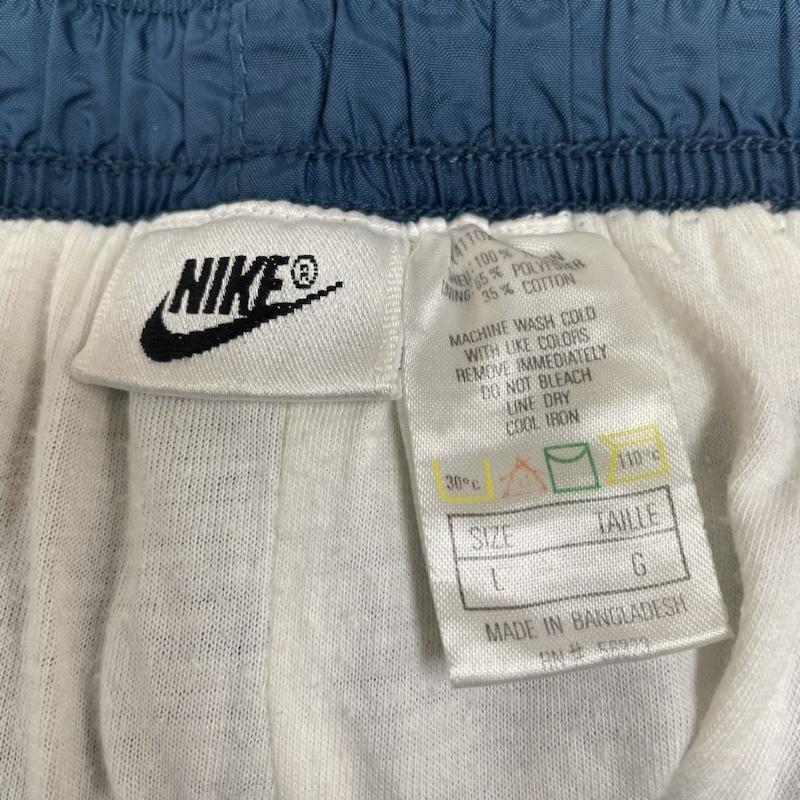 NIKE®
100%
65% POLYESTER
35% COTTON
MACHINE WASH COLD
WITH LIKE COLORS
REMOVE IMMEDIATELY
DO NOT BLEACH
LINE DRY
COOL IRON
30°C
110°C
SIZE TAILLE
L G
MADE IN BANGLADESH
RN #